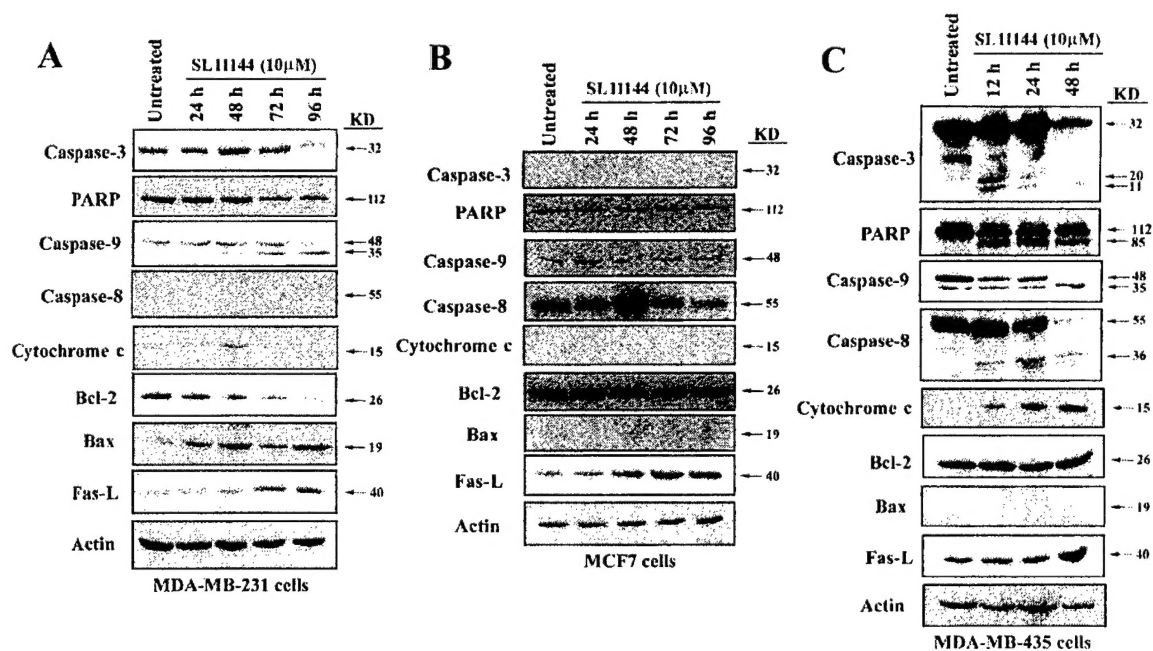 A
SL11144 (10µM)
Untreated
24 h
48 h
72 h
96 h
KD
Caspase-3
32
PARP
112
Caspase-9
48
35
Caspase-8
55
Cytochrome c
15
Bcl-2
26
Bax
19
Fas-L
40
Actin
MDA-MB-231 cells
B
SL11144 (10µM)
Untreated
24 h
48 h
72 h
96 h
KD
Caspase-3
32
PARP
112
Caspase-9
48
Caspase-8
55
Cytochrome c
15
Bcl-2
26
Bax
19
Fas-L
40
Actin
MCF7 cells
C
SL11144 (10µM)
Untreated
12 h
24 h
48 h
KD
Caspase-3
32
20
11
PARP
112
85
Caspase-9
48
35
Caspase-8
55
36
Cytochrome c
15
Bcl-2
26
Bax
19
Fas-L
40
Actin
MDA-MB-435 cells